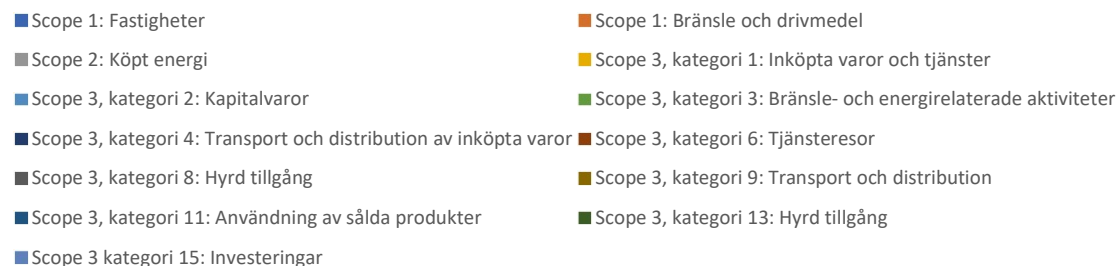 Scope 1: Fastigheter
Scope 1: Bränsle och drivmedel
Scope 2: Köpt energi
Scope 3, kategori 1: Inköpta varor och tjänster
Scope 3, kategori 2: Kapitalvaror
Scope 3, kategori 3: Bränsle- och energirelaterade aktiviteter
Scope 3, kategori 4: Transport och distribution av inköpta varor
Scope 3, kategori 6: Tjänsteresor
Scope 3, kategori 8: Hyrd tillgång
Scope 3, kategori 9: Transport och distribution
Scope 3, kategori 11: Användning av sålda produkter
Scope 3, kategori 13: Hyrd tillgång
Scope 3 kategori 15: Investeringar